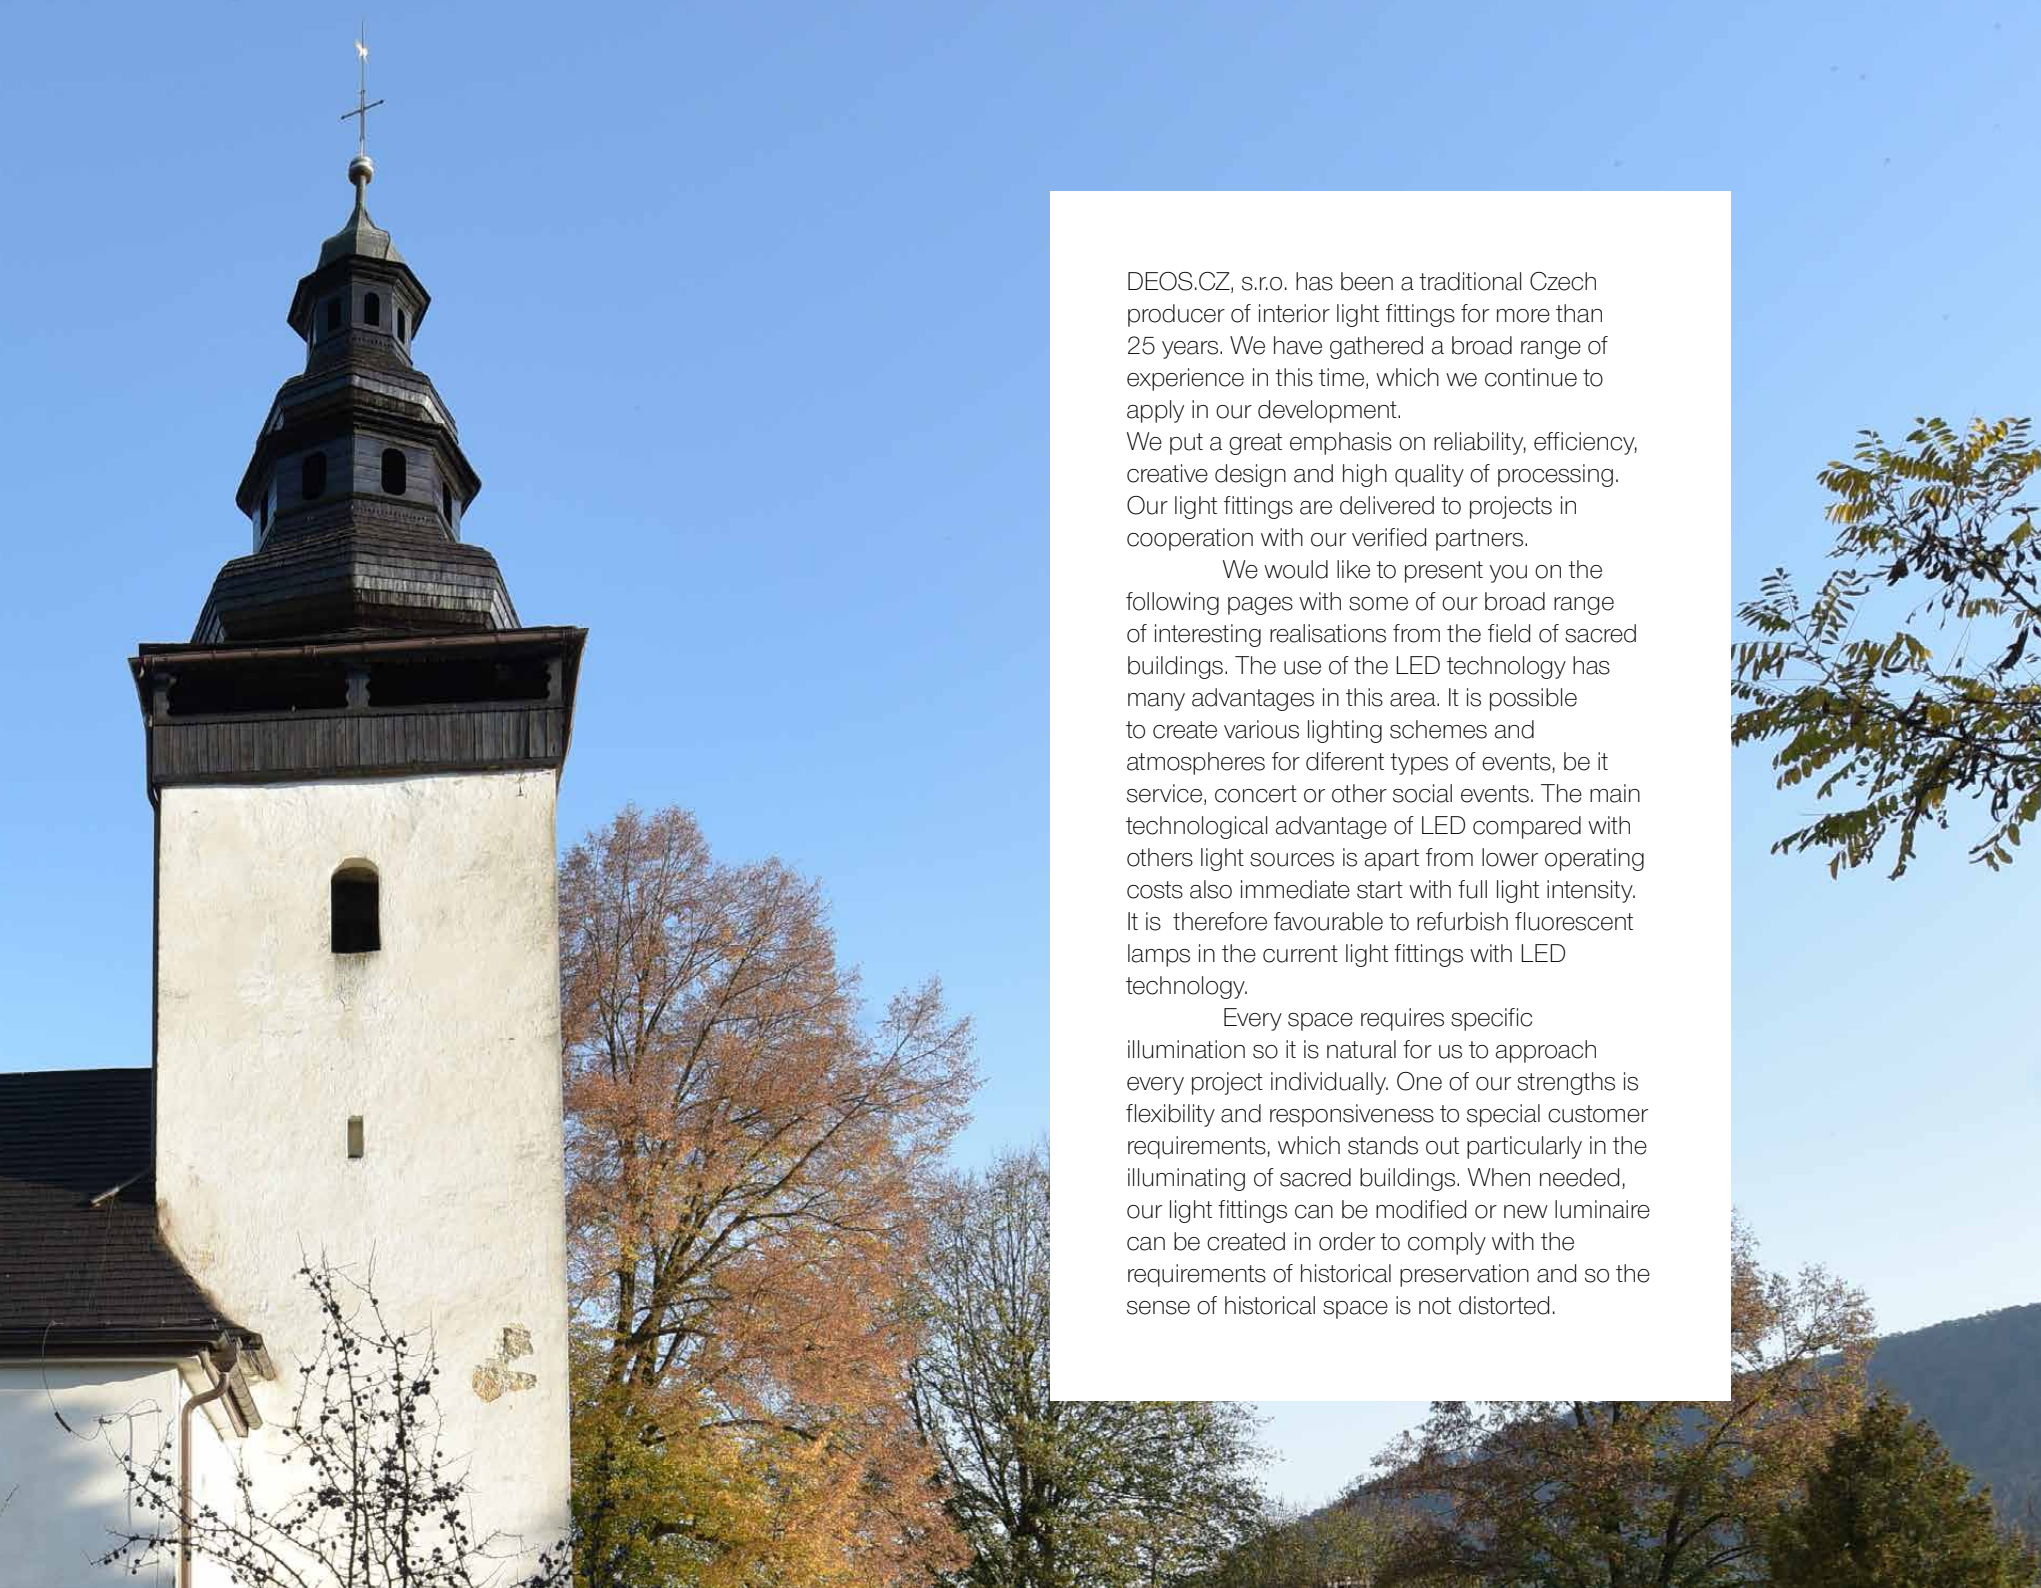 DEOS.CZ, s.r.o. has been a traditional Czech
producer of interior light fittings for more than
25 years. We have gathered a broad range of
experience in this time, which we continue to
apply in our development.
We put a great emphasis on reliability, efficiency,
creative design and high quality of processing.
Our light fittings are delivered to projects in
cooperation with our verified partners.
We would like to present you on the
following pages with some of our broad range
of interesting realisations from the field of sacred
buildings. The use of the LED technology has
many advantages in this area. It is possible
to create various lighting schemes and
atmospheres for diferent types of events, be it
service, concert or other social events. The main
technological advantage of LED compared with
others light sources is apart from lower operating
costs also immediate start with full light intensity.
It is  therefore favourable to refurbish fluorescent
lamps in the current light fittings with LED
technology.
Every space requires specific
illumination so it is natural for us to approach
every project individually. One of our strengths is
flexibility and responsiveness to special customer
requirements, which stands out particularly in the
illuminating of sacred buildings. When needed,
our light fittings can be modified or new luminaire
can be created in order to comply with the
requirements of historical preservation and so the
sense of historical space is not distorted.